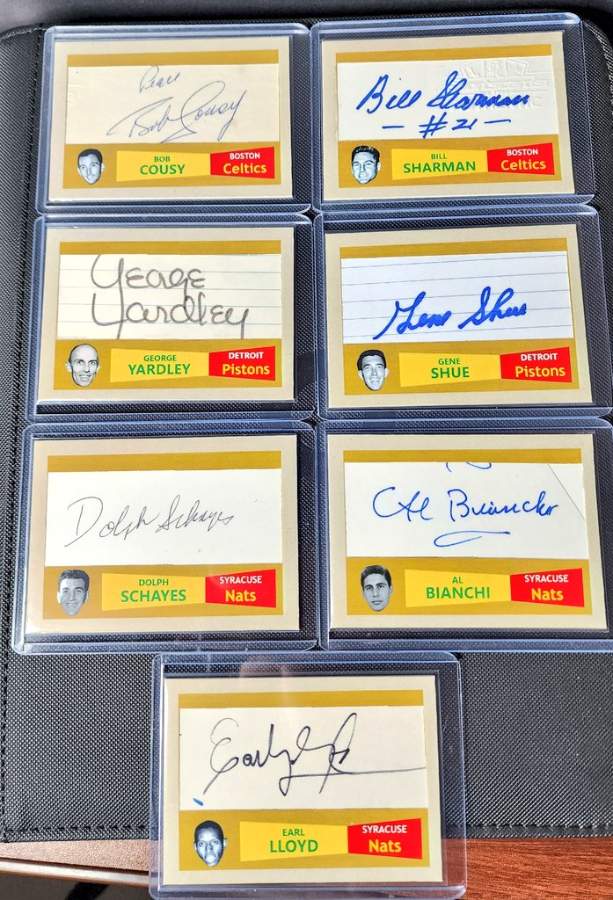 Bob Cousy
BOB
COUSY
BOSTON
Celtics
Bill Sharman
- #21 -
BILL
SHARMAN
BOSTON
Celtics
George
Yardley
GEORGE
YARDLEY
DETROIT
Pistons
Gene Shue
GENE
SHUE
DETROIT
Pistons
Dolph Schayes
DOLPH
SCHAYES
SYRACUSE
Nats
Al Bianchi
AL
BIANCHI
SYRACUSE
Nats
Earl Lloyd
EARL
LLOYD
SYRACUSE
Nats